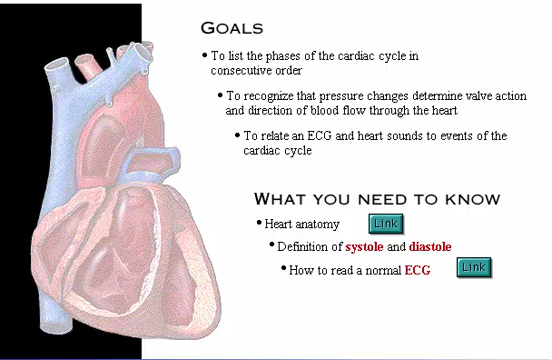 GOALS
• To list the phases of the cardiac cycle in
consecutive order
• To recognize that pressure changes determine valve action
and direction of blood flow through the heart
• To relate an ECG and heart sounds to events of the
cardiac cycle
WHAT YOU NEED TO KNOW
• Heart anatomy Link
• Definition of systole and diastole
• How to read a normal ECG Link